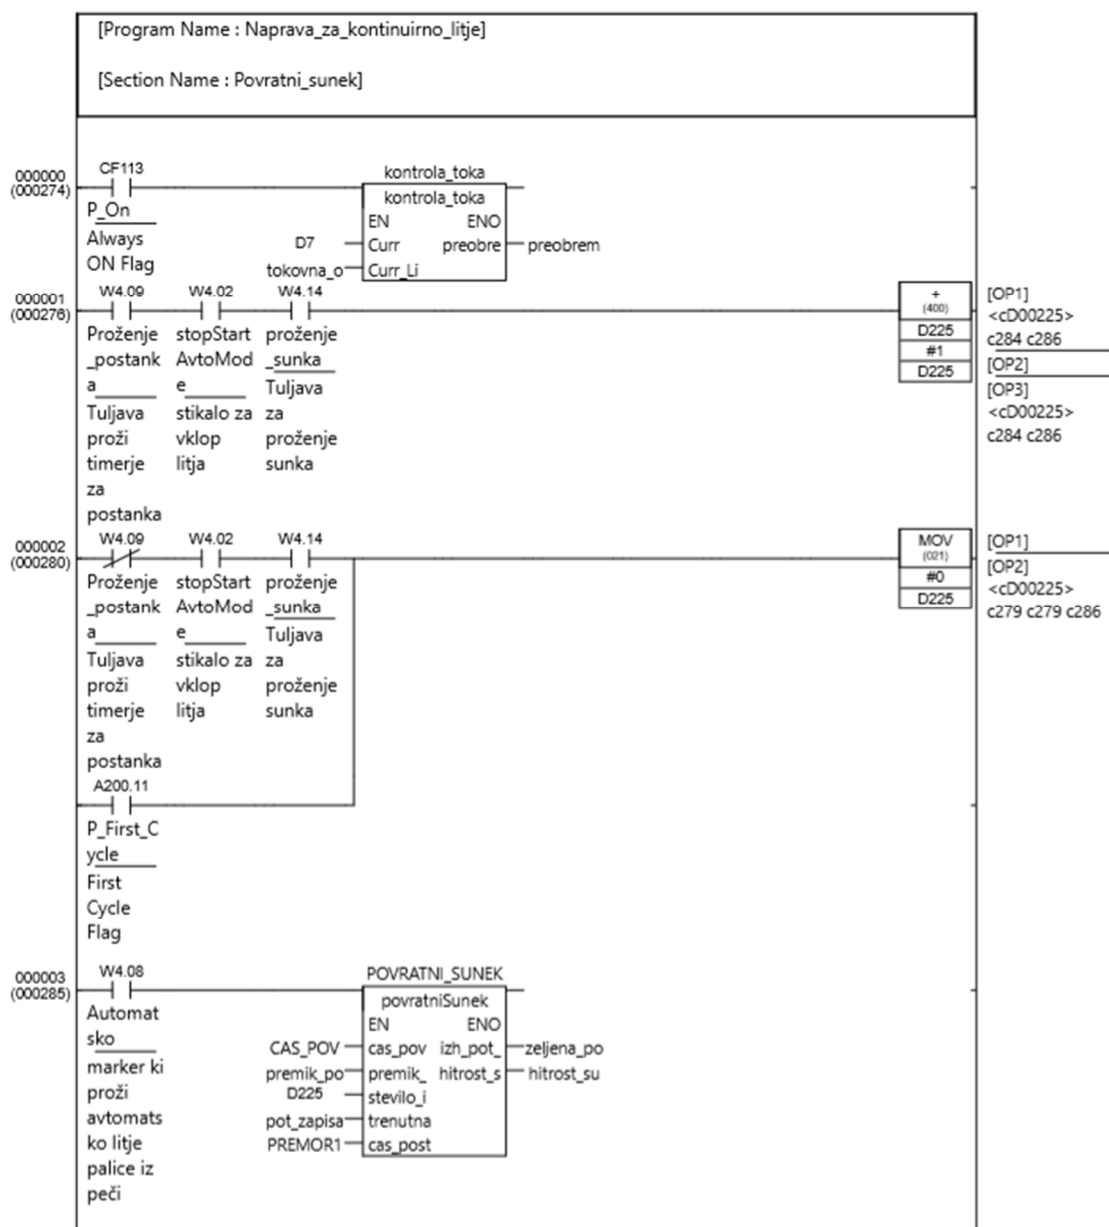 [Program Name : Naprava_za_kontinuirno_litje]
[Section Name : Povratni_sunek]
000000
(000274)
CF113
P_On
Always
ON Flag
kontrola_toka
kontrola_toka
EN ENO
D7 Curr preobre preobrem
tokovna_o Curr_Li
000001
(000276)
W4.09 W4.02 W4.14
Proženje stopStart proženje
_postank AvtoMod _sunka
a e Tuljava
Tuljava stikalo za za
proži vklop proženje
timerje litja sunka
za
postanka
+
(400)
D225
#1
D225
[OP1]
<cD00225>
c284 c286
[OP2]
[OP3]
<cD00225>
c284 c286
000002
(000280)
W4.09 W4.02 W4.14
Proženje stopStart proženje
_postank AvtoMod _sunka
a e Tuljava
Tuljava stikalo za za
proži vklop proženje
timerje litja sunka
za
postanka
MOV
(021)
#0
D225
[OP1]
[OP2]
<cD00225>
c279 c279 c286
A200.11
P_First_C
ycle
First
Cycle
Flag
000003
(000285)
W4.08
Automat
sko
marker ki
proži
avtomats
ko litje
palice iz
peči
POVRATNI_SUNEK
povratniSunek
EN ENO
CAS_POV cas_pov izh_pot_ zeljena_po
premik_po premik_ hitrost_s hitrost_su
D225 stevilo_i
pot_zapisa trenutna
PREMOR1 cas_post